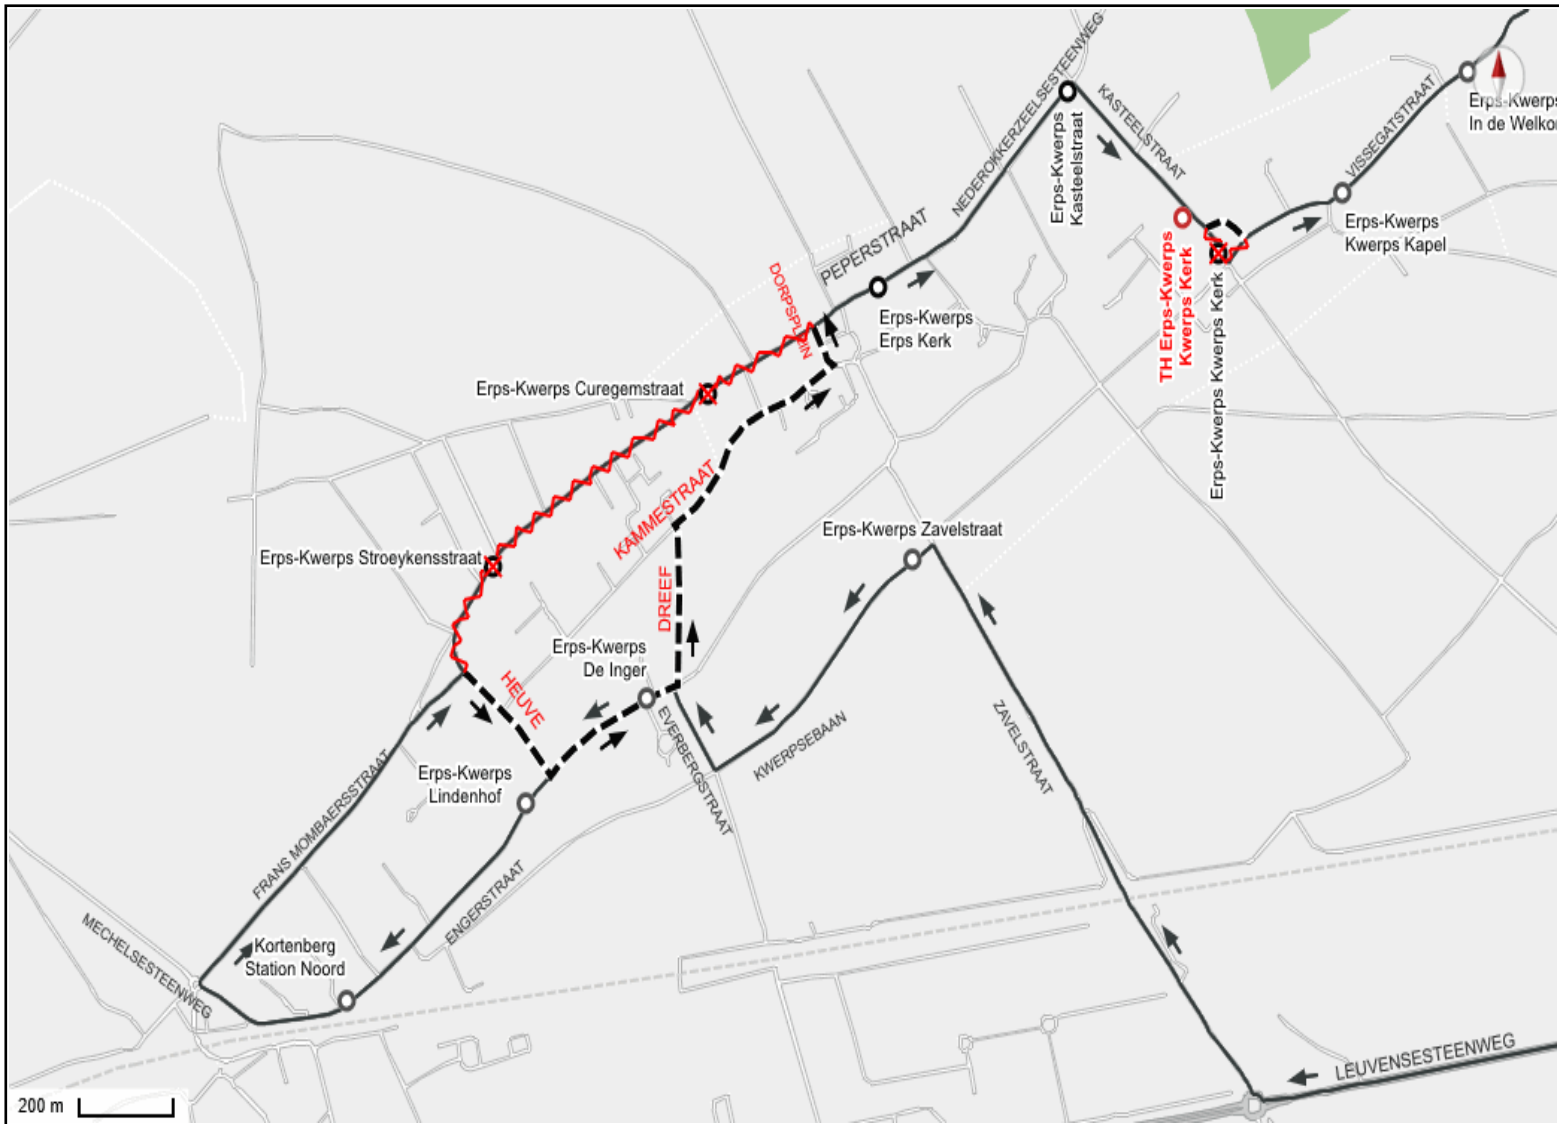 NEDEROKKERZEELSESTEENWEG
KASTEELSTRAAT
VISSEGATSTRAAT
Erps-Kwerps
In de Welkor
Erps-Kwerps
Kasteelstraat
Erps-Kwerps
Kwerps Kapel
PEPERSTRAAT
TH Erps-Kwerps
Kwerps Kerk
Erps-Kwerps Kwerps Kerk
DORPSPLEIN
Erps-Kwerps
Erps Kerk
Erps-Kwerps Curegemstraat
KAMMESTRAAT
Erps-Kwerps Zavelstraat
Erps-Kwerps Stroeykensstraat
DREEF
Erps-Kwerps
De Inger
HEUVE
EVERBERGSTRAAT
KWERPSEBAAN
ZAVELSTRAAT
Erps-Kwerps
Lindenhof
FRANS MOMBAERSSTRAAT
ENGERSTRAAT
MECHELSESTEENWEG
Kortenberg
Station Noord
LEUVENSESTEENWEG
200 m